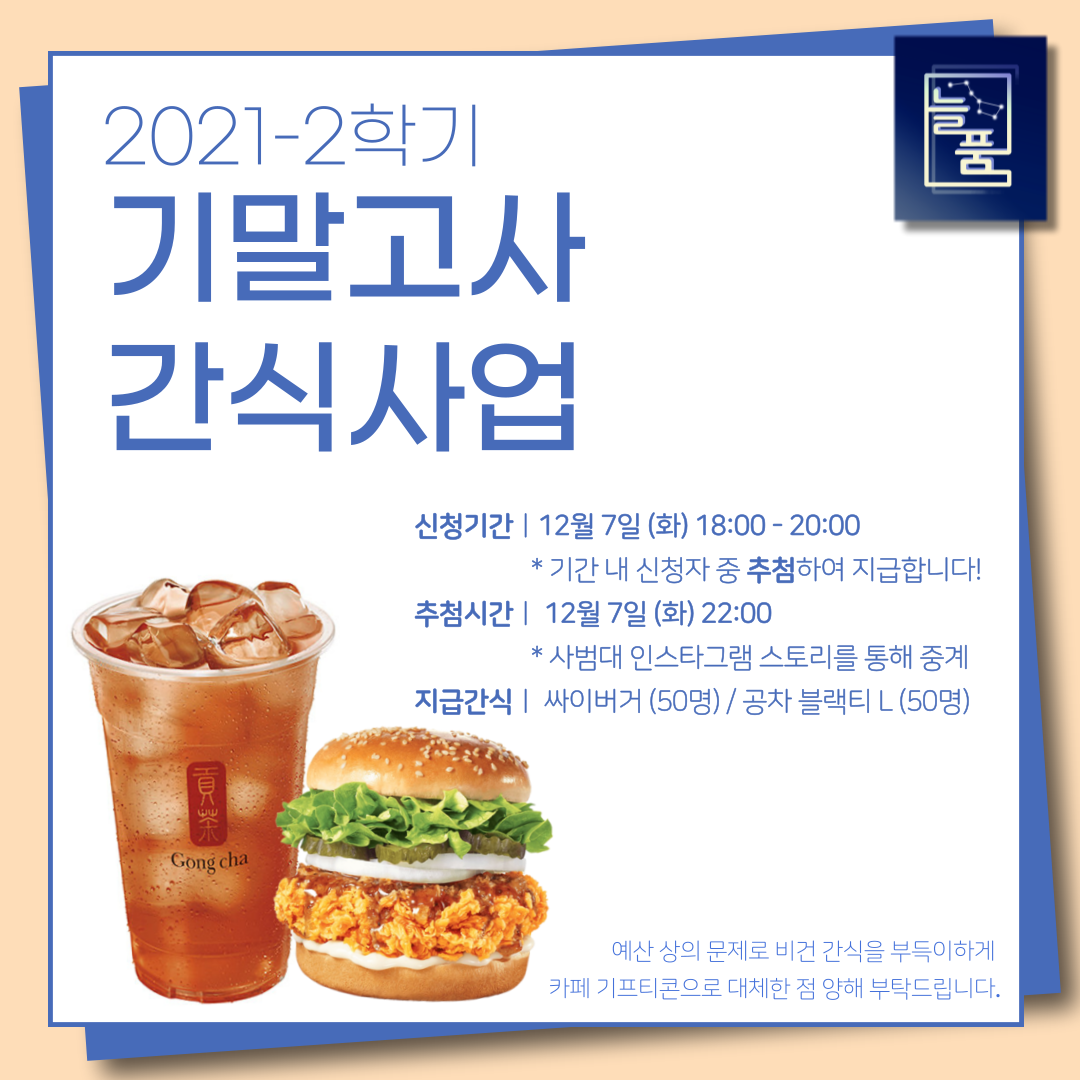 2021-2학기
늘품
기말고사
간식사업
신청기간 | 12월 7일 (화) 18:00 - 20:00
* 기간 내 신청자 중 추첨하여 지급합니다!
추첨시간 | 12월 7일 (화) 22:00
* 사범대 인스타그램 스토리를 통해 중계
지급간식 | 싸이버거 (50명) / 공차 블랙티 L (50명)
貢茶
Gong cha
예산 상의 문제로 비건 간식을 부득이하게
카페 기프티콘으로 대체한 점 양해 부탁드립니다.